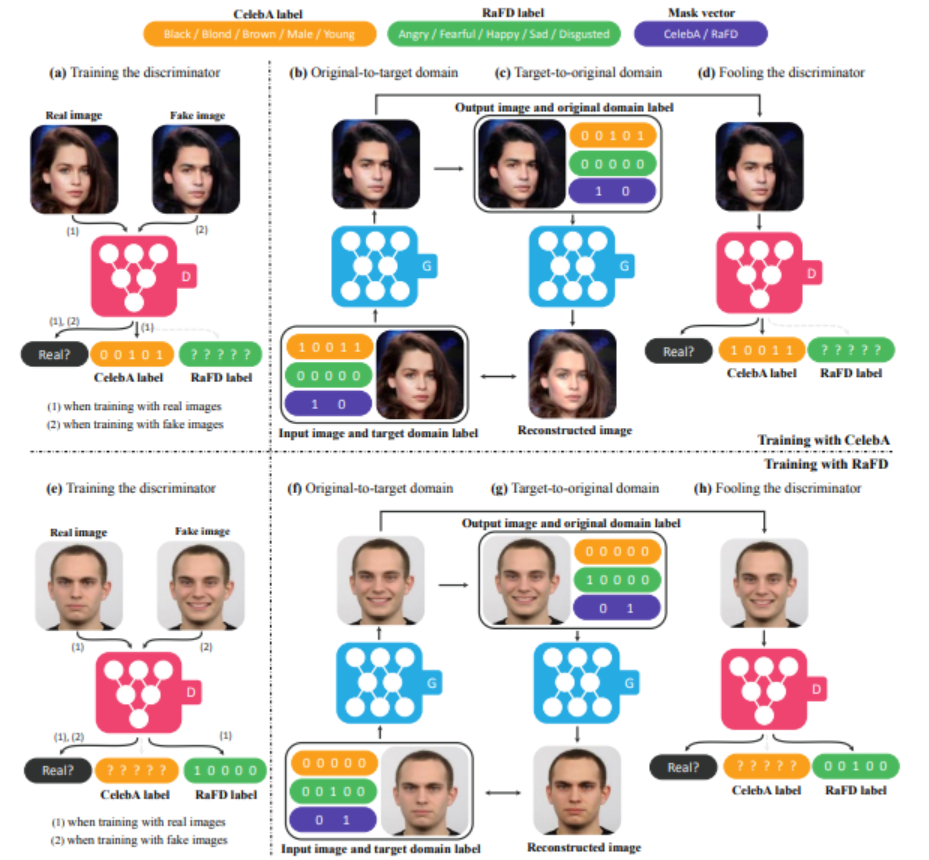 CelebA label
RaFD label
Mask vector
Black / Blond / Brown / Male / Young
Angry / Fearful / Happy / Sad / Disgusted
CelebA / RaFD
(a) Training the discriminator
(b) Original-to-target domain
(c) Target-to-original domain
(d) Fooling the discriminator
Real image
Fake image
Output image and original domain label
0 0 1 0 1
0 0 0 0 0
1 0
(1)
(2)
D
G
G
D
(1), (2)
(1)
Real?
0 0 1 0 1
? ? ? ? ?
CelebA label
RaFD label
1 0 0 1 1
0 0 0 0 0
1 0
Real?
1 0 0 1 1
? ? ? ? ?
CelebA label
RaFD label
(1) when training with real images
(2) when training with fake images
Input image and target domain label
Reconstructed image
Training with CelebA
Training with RaFD
(e) Training the discriminator
(f) Original-to-target domain
(g) Target-to-original domain
(h) Fooling the discriminator
Real image
Fake image
Output image and original domain label
0 0 0 0 0
1 0 0 0 0
0 1
(1)
(2)
D
G
G
D
(1), (2)
(1)
Real?
? ? ? ? ?
1 0 0 0 0
CelebA label
RaFD label
0 0 0 0 0
0 0 1 0 0
0 1
Real?
? ? ? ? ?
0 0 1 0 0
CelebA label
RaFD label
(1) when training with real images
(2) when training with fake images
Input image and target domain label
Reconstructed image